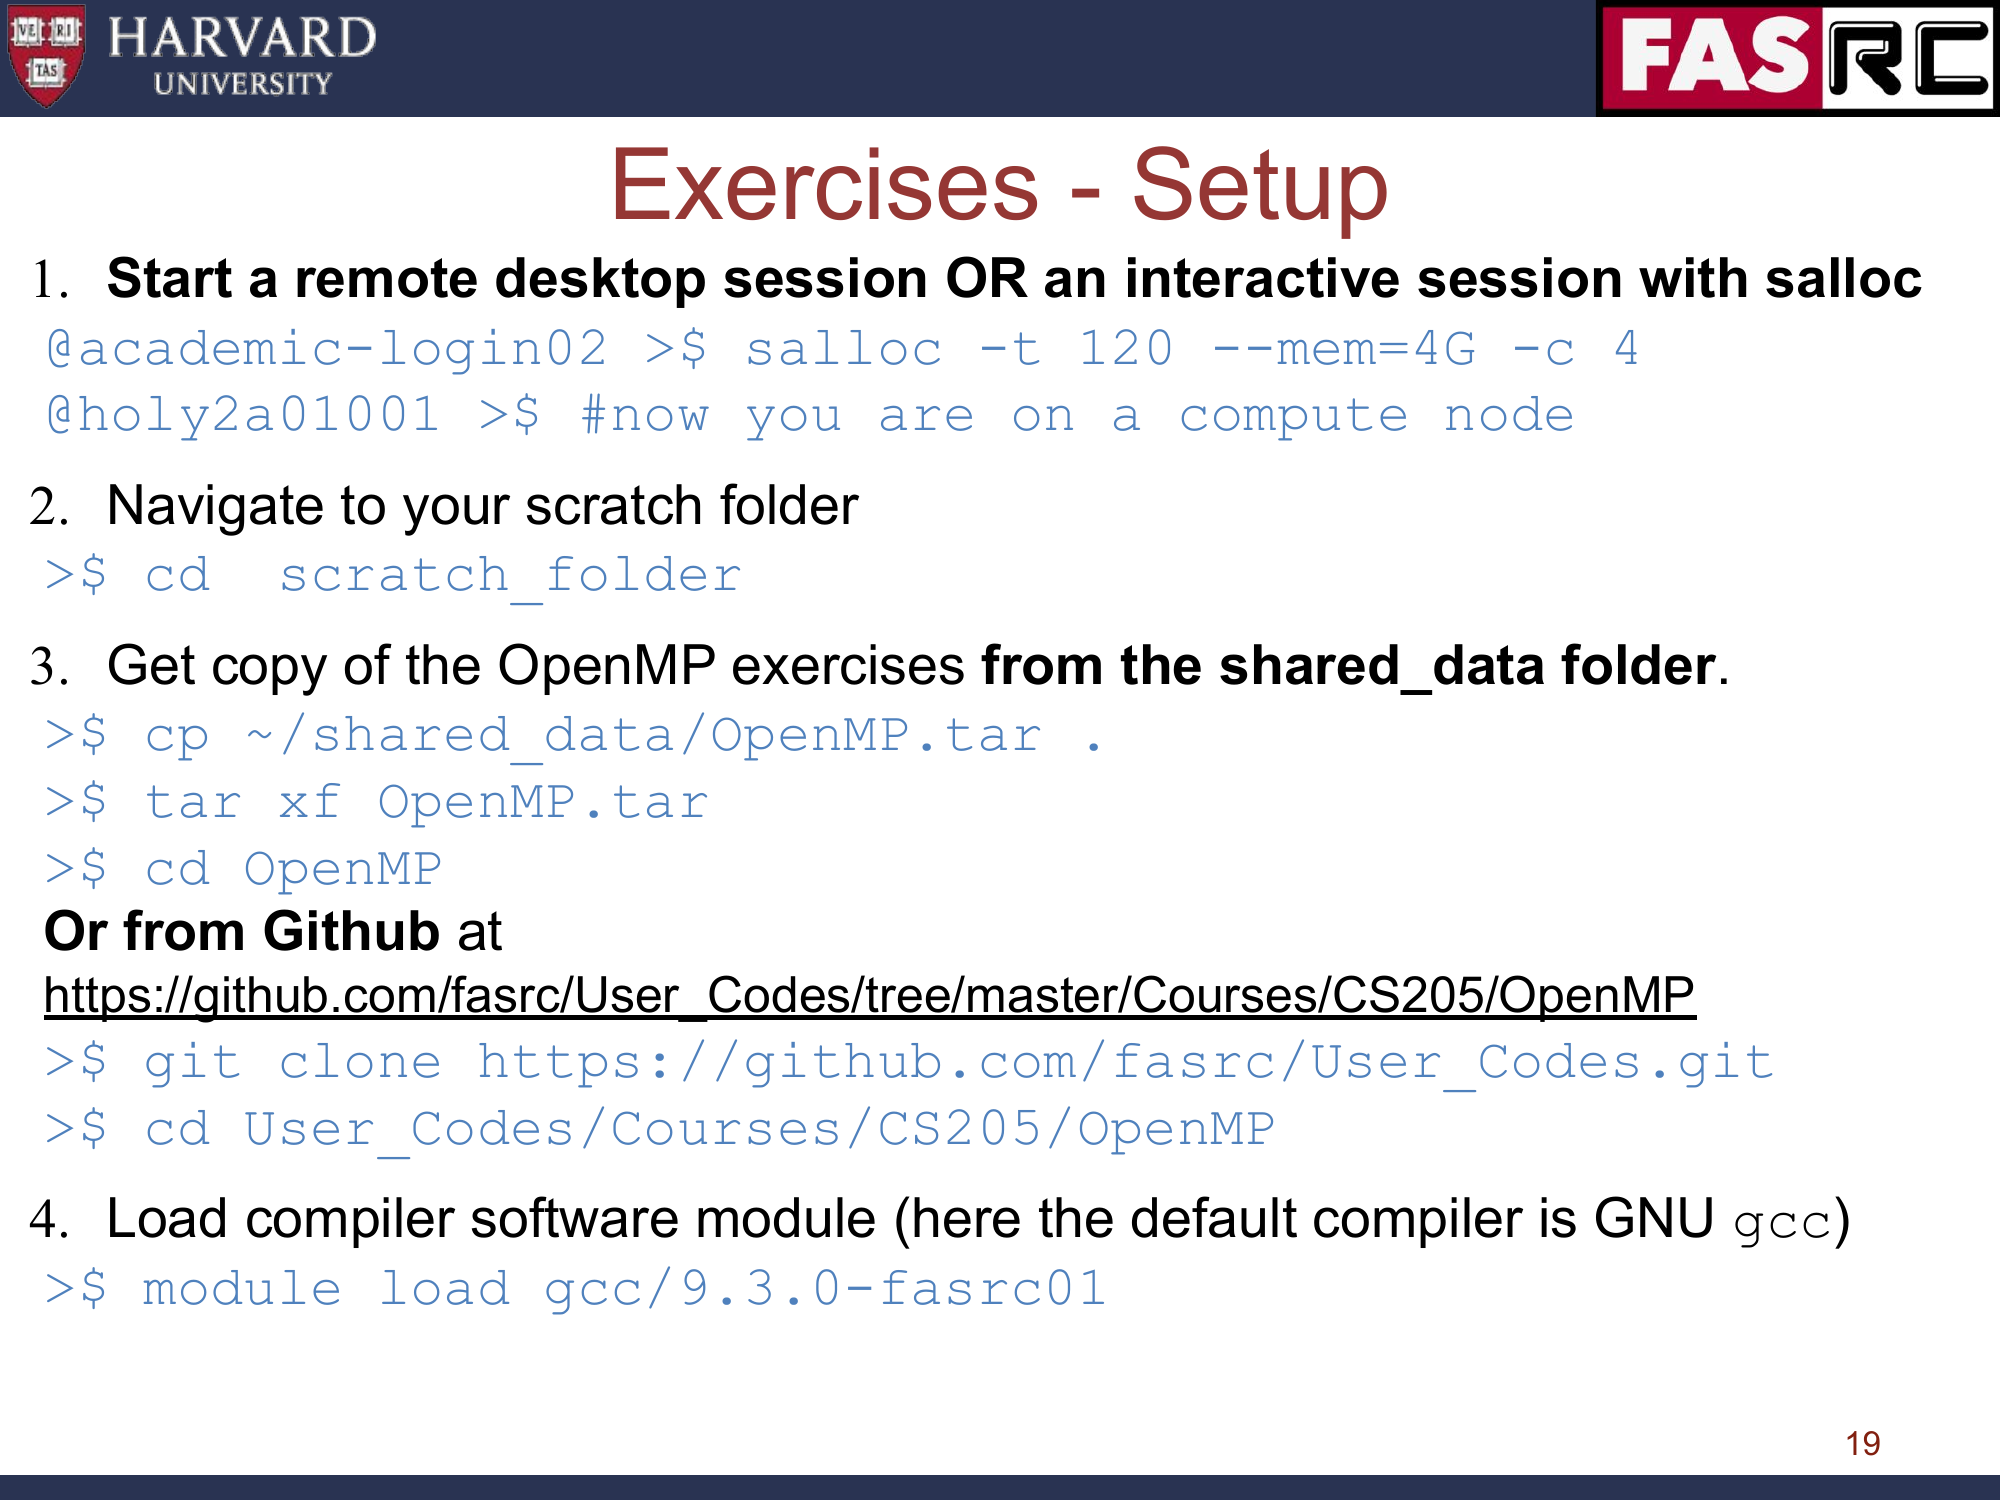 VE RI TAS
HARVARD
UNIVERSITY
FAS RC
Exercises - Setup
1. Start a remote desktop session OR an interactive session with salloc
@academic-login02 >$ salloc -t 120 --mem=4G -c 4
@holy2a01001 >$ #now you are on a compute node
2. Navigate to your scratch folder
>$ cd  scratch_folder
3. Get copy of the OpenMP exercises from the shared_data folder.
>$ cp ~/shared_data/OpenMP.tar .
>$ tar xf OpenMP.tar
>$ cd OpenMP
Or from Github at
https://github.com/fasrc/User_Codes/tree/master/Courses/CS205/OpenMP
>$ git clone https://github.com/fasrc/User_Codes.git
>$ cd User_Codes/Courses/CS205/OpenMP
4. Load compiler software module (here the default compiler is GNU gcc)
>$ module load gcc/9.3.0-fasrc01
19